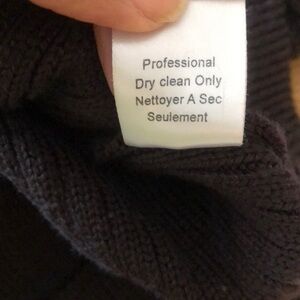 Professional
Dry clean Only
Nettoyer A Sec
Seulement